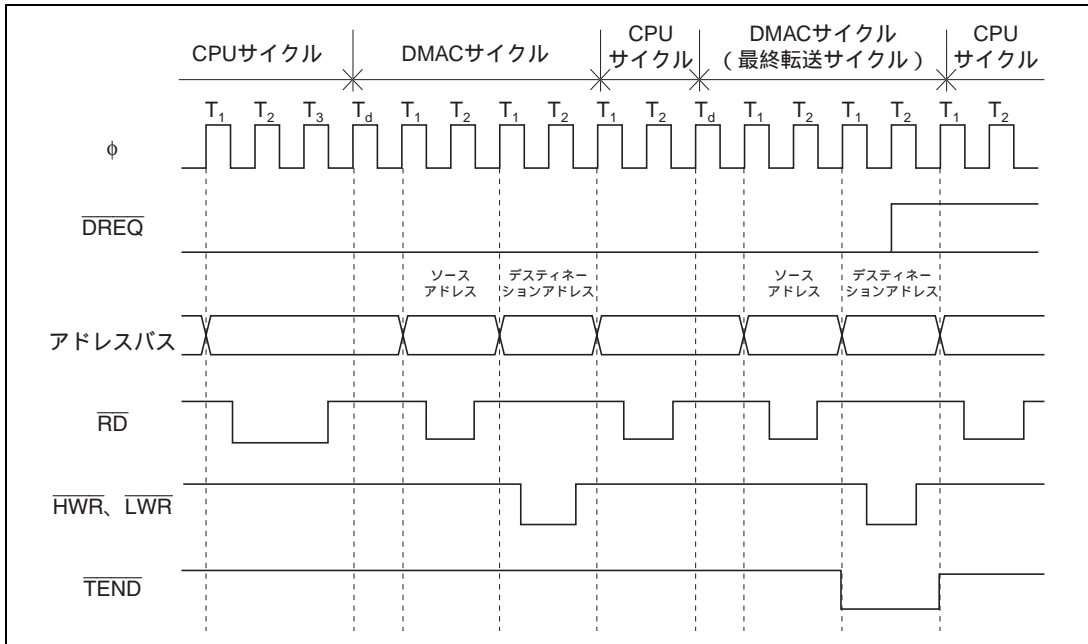 CPUサイクル
DMACサイクル
CPU
サイクル
DMACサイクル
(最終転送サイクル)
CPU
サイクル
T1 T2 T3 Td T1 T2 T1 T2 T1 T2 Td T1 T2 T1 T2 T1 T2
φ
DREQ
ソース
アドレス
デスティネー
ションアドレス
ソース
アドレス
デスティネー
ションアドレス
アドレスバス
RD
HWR、LWR
TEND